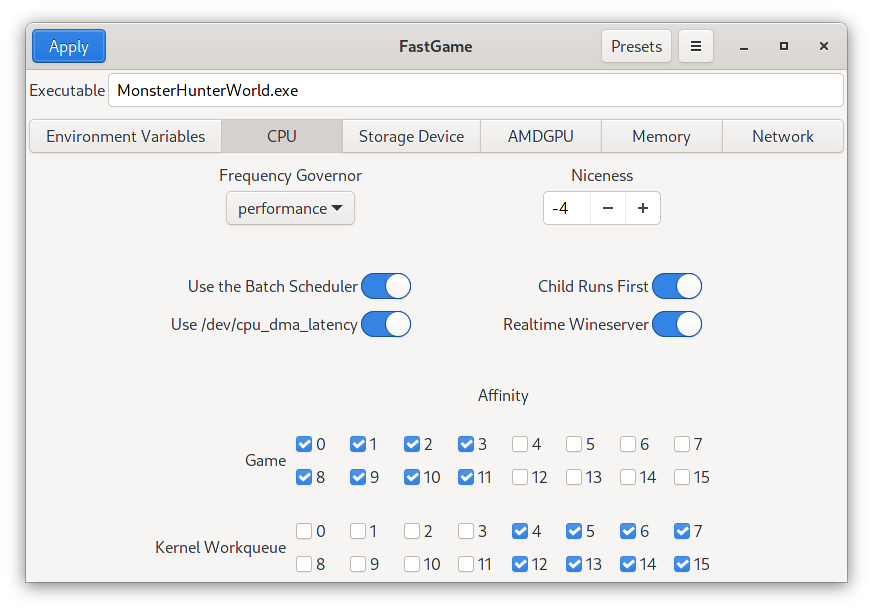 Apply FastGame Presets
Executable MonsterHunterWorld.exe
Environment Variables CPU Storage Device AMDGPU Memory Network
Frequency Governor Niceness
performance -4
Use the Batch Scheduler Child Runs First
Use /dev/cpu_dma_latency Realtime Wineserver
Affinity
0 1 2 3 4 5 6 7
Game
8 9 10 11 12 13 14 15
0 1 2 3 4 5 6 7
Kernel Workqueue
8 9 10 11 12 13 14 15